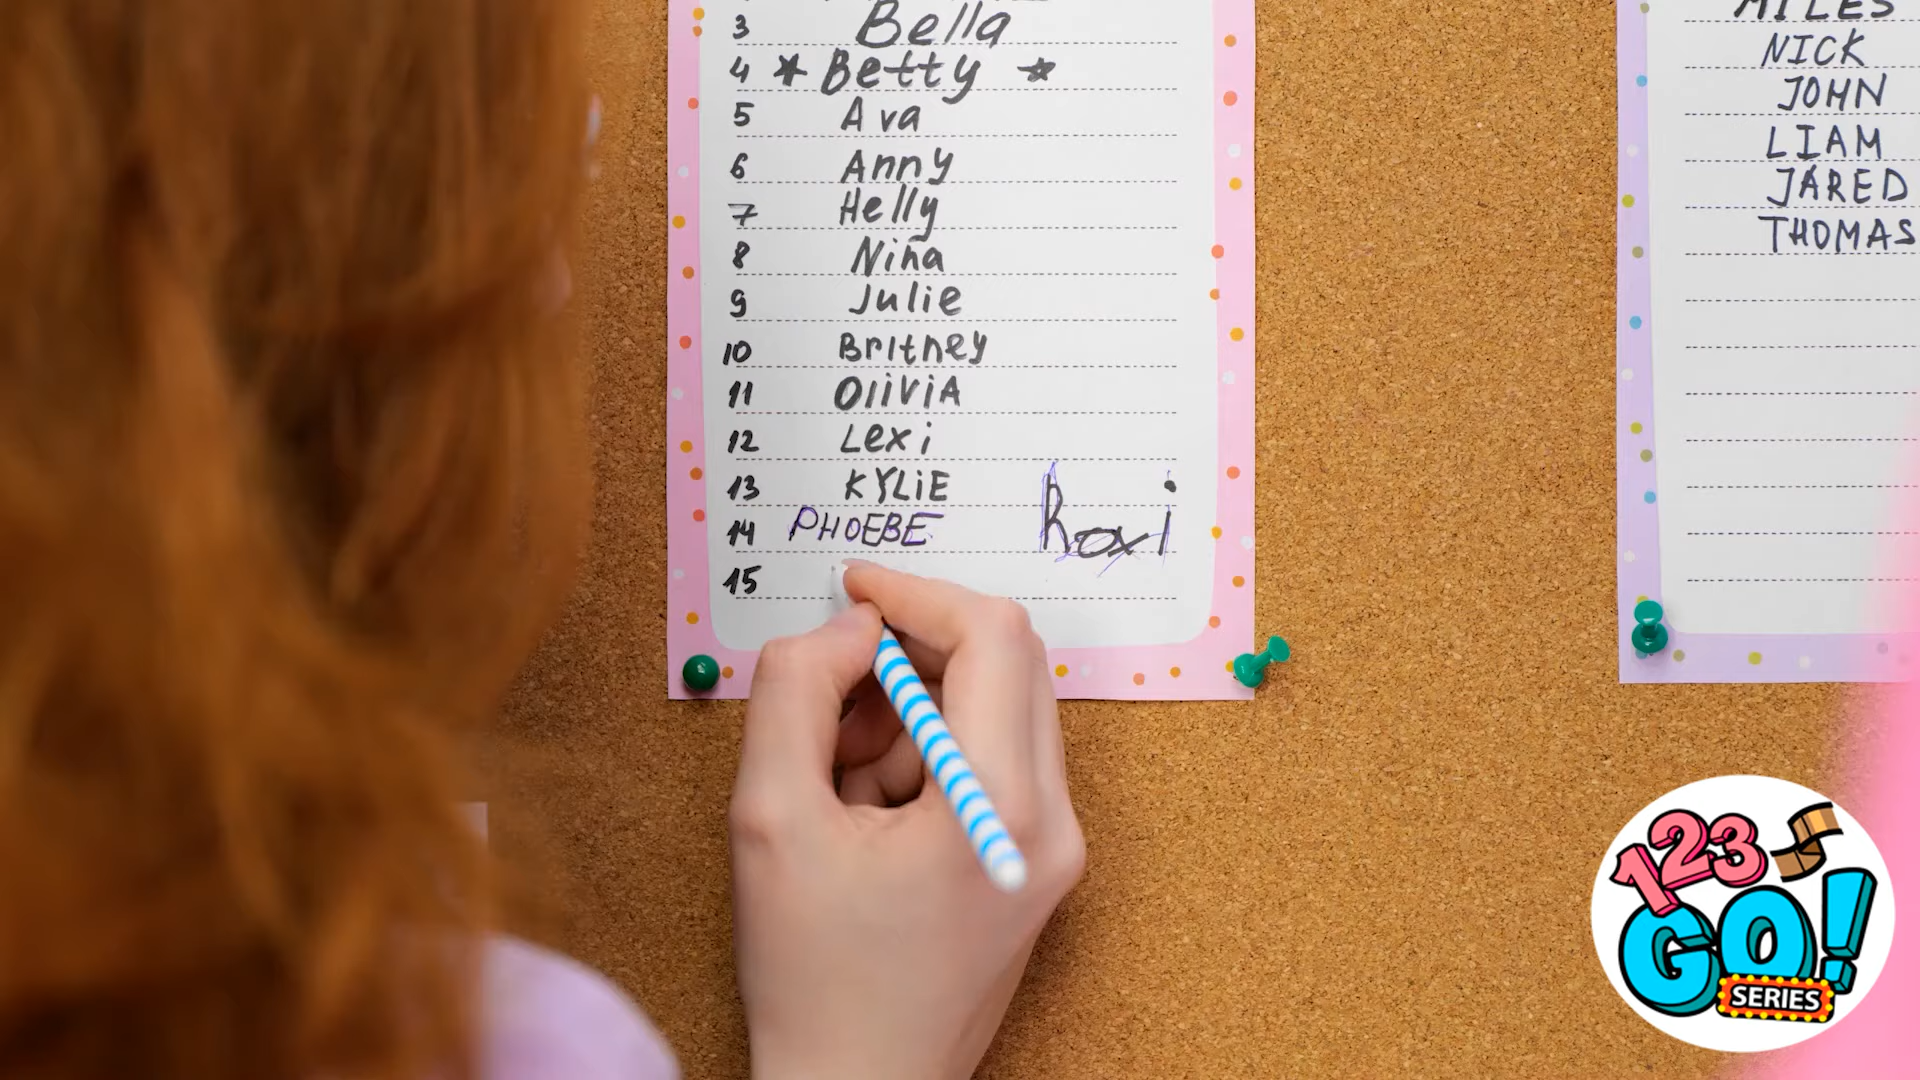 3 Bella
4 * Betty *
5 Ava
6 Anny
7 Helly
8 Nina
9 Julie
10 Britney
11 OliViA
12 Lexi
13 KYLiE
14 PHOEBE Roxi
15
MILES
NICK
JOHN
LIAM
JARED
THOMAS
123
GO!
SERIES